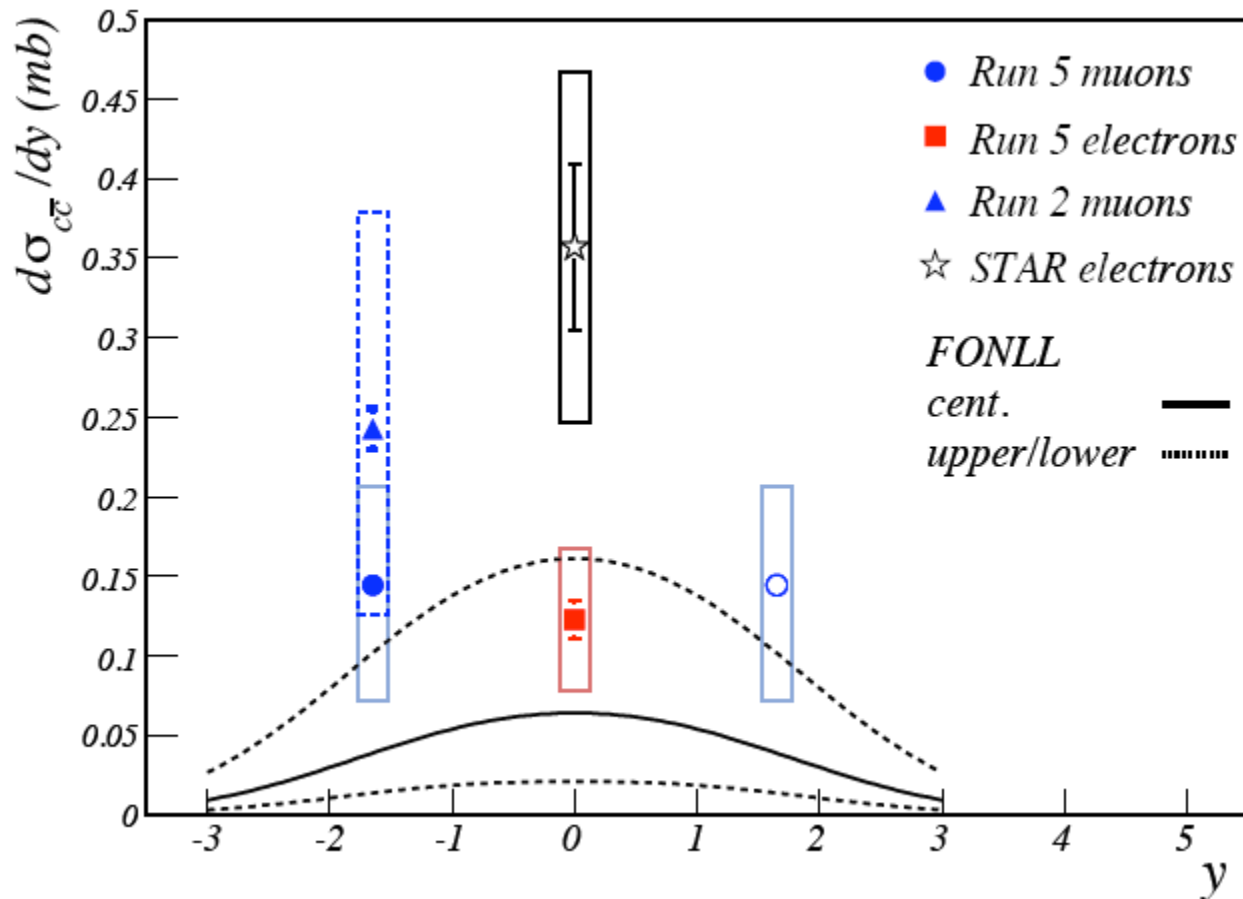 dσcc̅/dy (mb)
0.5
0.45
0.4
0.35
0.3
0.25
0.2
0.15
0.1
0.05
0
Run 5 muons
Run 5 electrons
Run 2 muons
STAR electrons
FONLL
cent.
upper/lower
-3 -2 -1 0 1 2 3 4 5
y